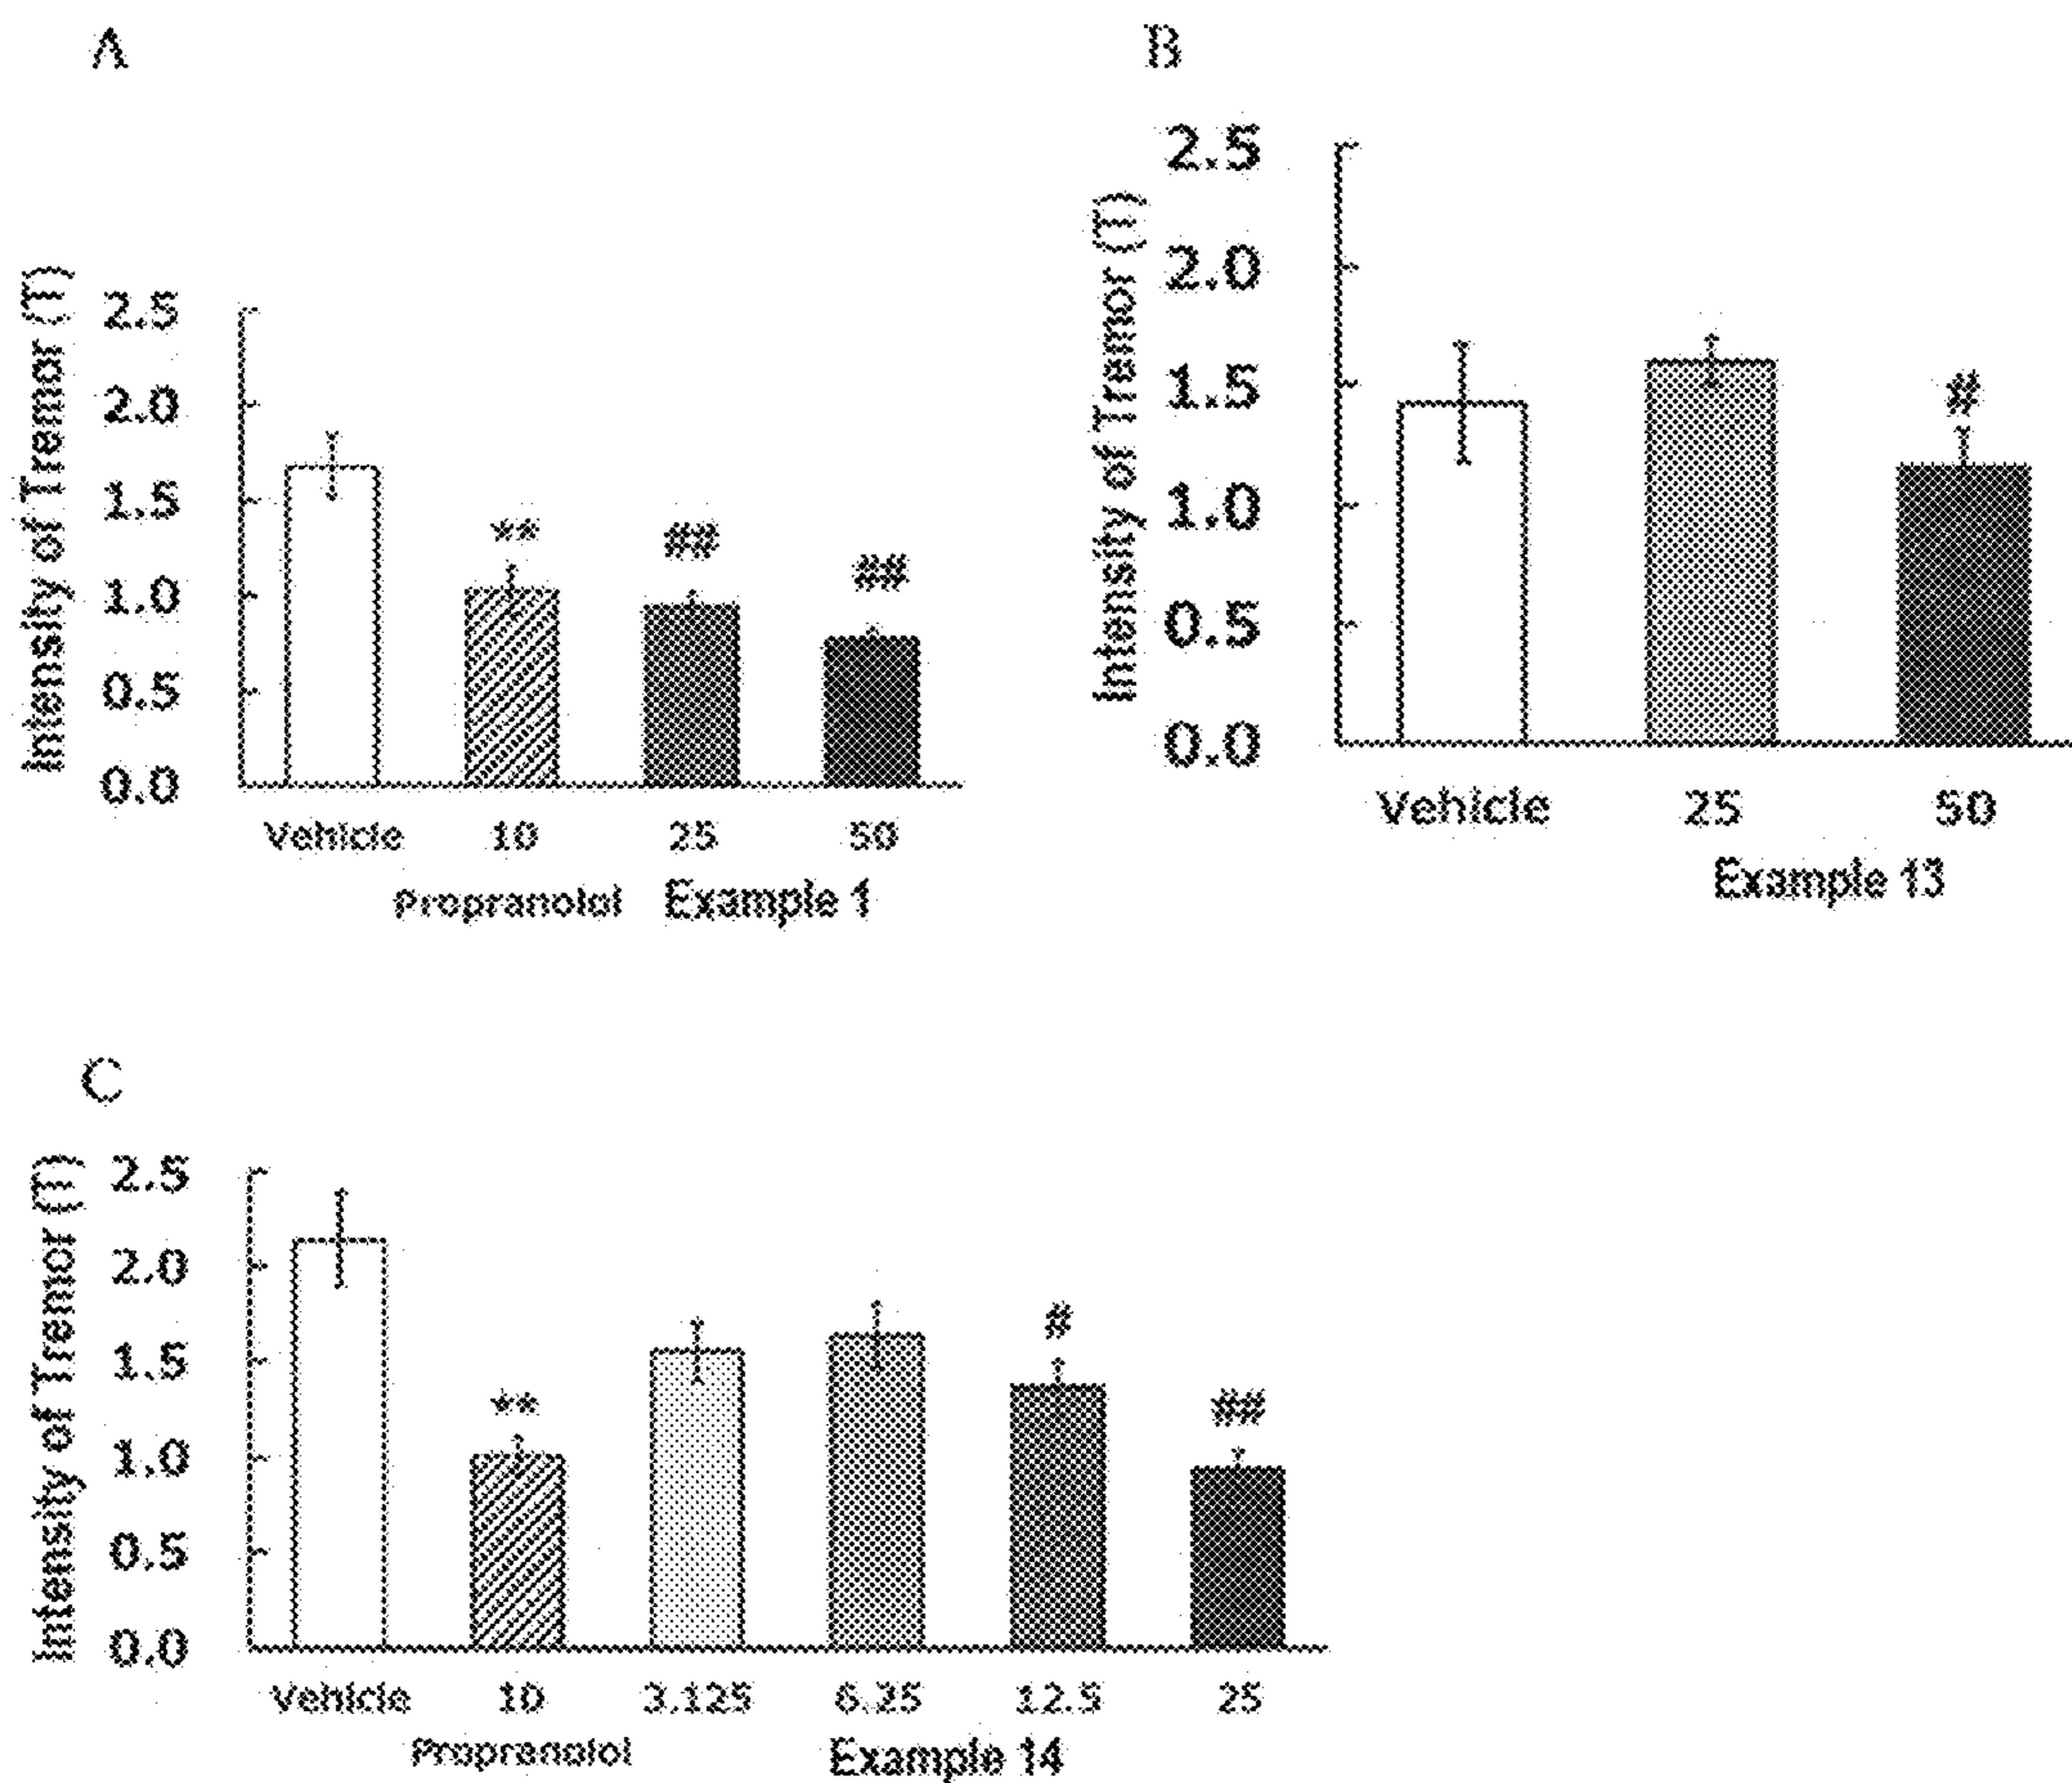 A
Intensity of Tremor (T)
2.5
2.0
1.5
1.0
0.5
0.0
** ## ##
Vehicle 10 25 50
Propranolol Example 1
B
Intensity of Tremor (T)
2.5
2.0
1.5
1.0
0.5
0.0
#
Vehicle 25 50
Example 13
C
Intensity of Tremor (T)
2.5
2.0
1.5
1.0
0.5
0.0
** # ##
Vehicle 10 3.125 6.25 12.5 25
Propranolol Example 14